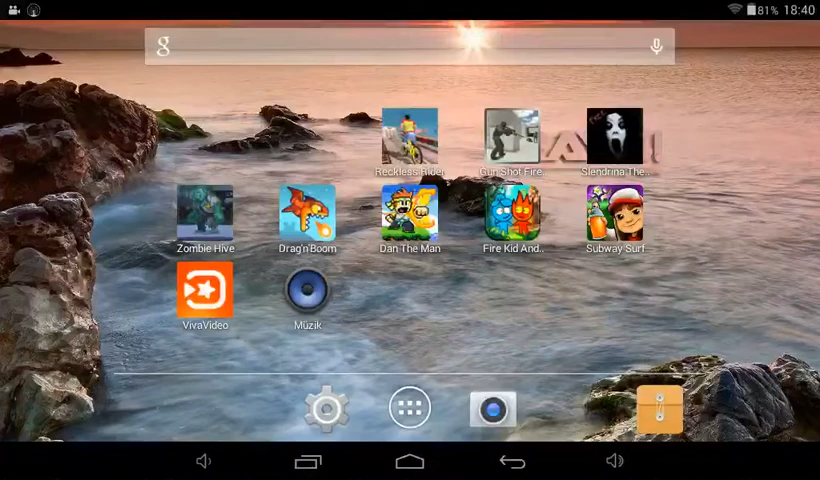 81% 18:40
g
Reckless Rider
Gun Shot Fire..
Slendrina The..
Zombie Hive
Drag'n'Boom
Dan The Man
Fire Kid And..
Subway Surf
VivaVideo
Müzik